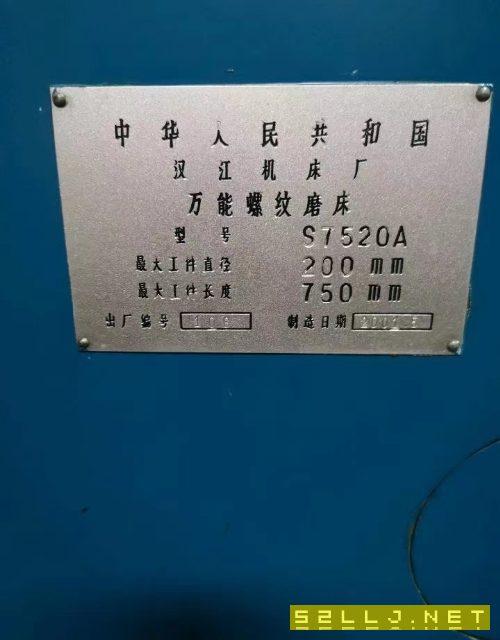 中华人民共和国
汉江机床厂
万能螺纹磨床
型号 S7520A
最大工件直径 200mm
最大工件长度 750mm
出厂编号 制造日期
S2LLJ.NET